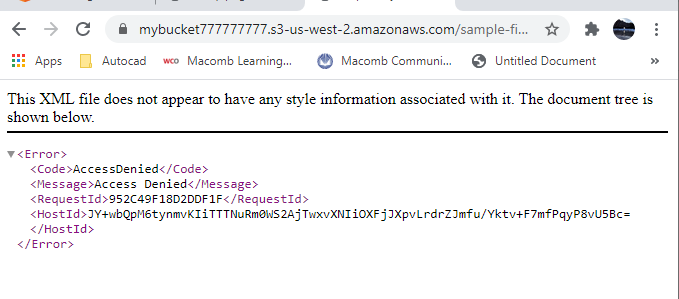 mybucket777777777.s3-us-west-2.amazonaws.com/sample-fi...
Apps Autocad wco Macomb Learning... Macomb Communi... Untitled Document »
This XML file does not appear to have any style information associated with it. The document tree is
shown below.
▼<Error>
<Code>AccessDenied</Code>
<Message>Access Denied</Message>
<RequestId>952C49F18D2DDF1F</RequestId>
<HostId>JY+wbQpM6tynmvKIiTTTNuRm0WS2AjTwxvXNIiOXFjJXpvLrdrZJmfu/Yktv+F7mfPqyP8vU5Bc=
</HostId>
</Error>